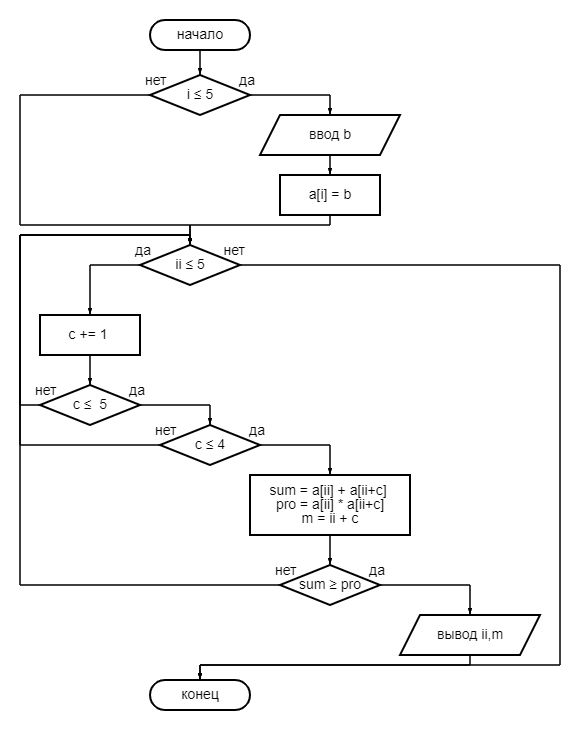 начало
нет
да
i ≤ 5
ввод b
a[i] = b
да
нет
ii ≤ 5
c += 1
нет
да
c ≤ 5
нет
да
c ≤ 4
sum = a[ii] + a[ii+c]
pro = a[ii] * a[ii+c]
m = ii + c
нет
да
sum ≥ pro
вывод ii,m
конец